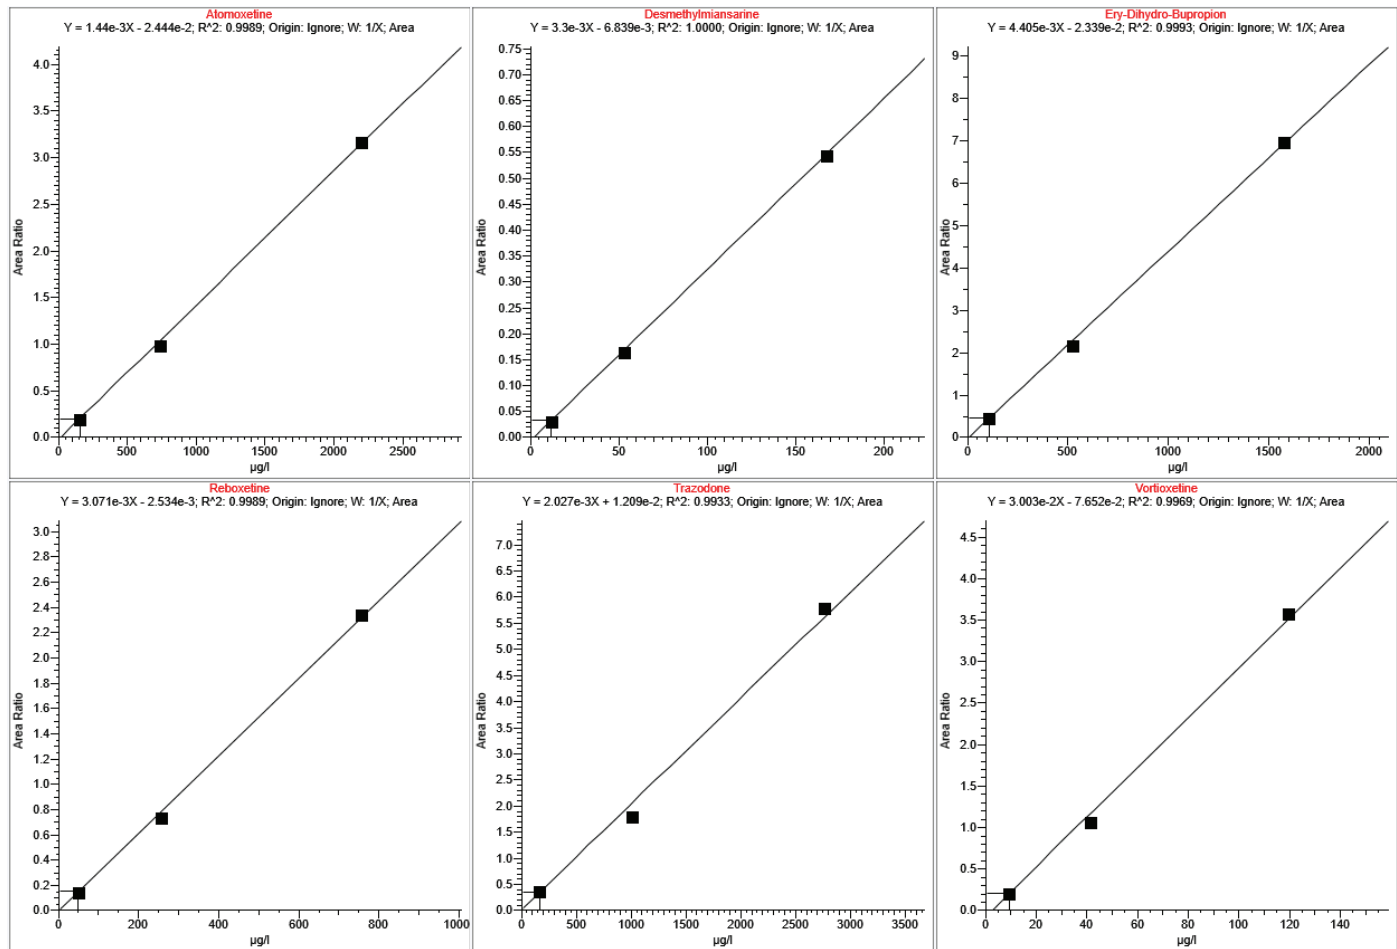 Atomoxetine
Y = 1.44e-3X - 2.444e-2; R^2: 0.9989; Origin: Ignore; W: 1/X; Area
4.0
3.5
3.0
2.5
2.0
1.5
1.0
0.5
0.0
Area Ratio
0 500 1000 1500 2000 2500
µg/l
Desmethylmiansarine
Y = 3.3e-3X - 6.839e-3; R^2: 1.0000; Origin: Ignore; W: 1/X; Area
0.75
0.70
0.65
0.60
0.55
0.50
0.45
0.40
0.35
0.30
0.25
0.20
0.15
0.10
0.05
0.00
Area Ratio
0 50 100 150 200
µg/l
Ery-Dihydro-Bupropion
Y = 4.405e-3X - 2.339e-2; R^2: 0.9993; Origin: Ignore; W: 1/X; Area
9
8
7
6
5
4
3
2
1
0
Area Ratio
0 500 1000 1500 2000
µg/l
Reboxetine
Y = 3.071e-3X - 2.534e-3; R^2: 0.9989; Origin: Ignore; W: 1/X; Area
3.0
2.8
2.6
2.4
2.2
2.0
1.8
1.6
1.4
1.2
1.0
0.8
0.6
0.4
0.2
0.0
Area Ratio
0 200 400 600 800 1000
µg/l
Trazodone
Y = 2.027e-3X + 1.209e-2; R^2: 0.9933; Origin: Ignore; W: 1/X; Area
7.0
6.5
6.0
5.5
5.0
4.5
4.0
3.5
3.0
2.5
2.0
1.5
1.0
0.5
0.0
Area Ratio
0 500 1000 1500 2000 2500 3000 3500
µg/l
Vortioxetine
Y = 3.003e-2X - 7.652e-2; R^2: 0.9969; Origin: Ignore; W: 1/X; Area
4.5
4.0
3.5
3.0
2.5
2.0
1.5
1.0
0.5
0.0
Area Ratio
0 20 40 60 80 100 120 140
µg/l